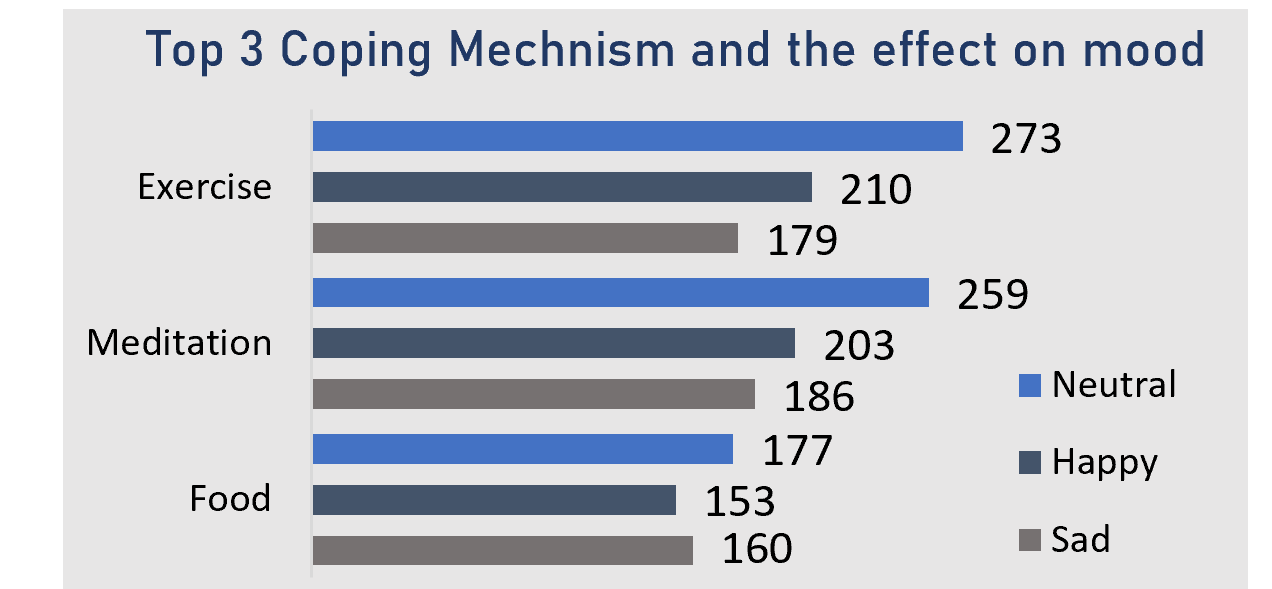 Top 3 Coping Mechnism and the effect on mood
273
Exercise
210
179
259
Meditation
203
186
Neutral
177
Happy
Food
153
160
Sad